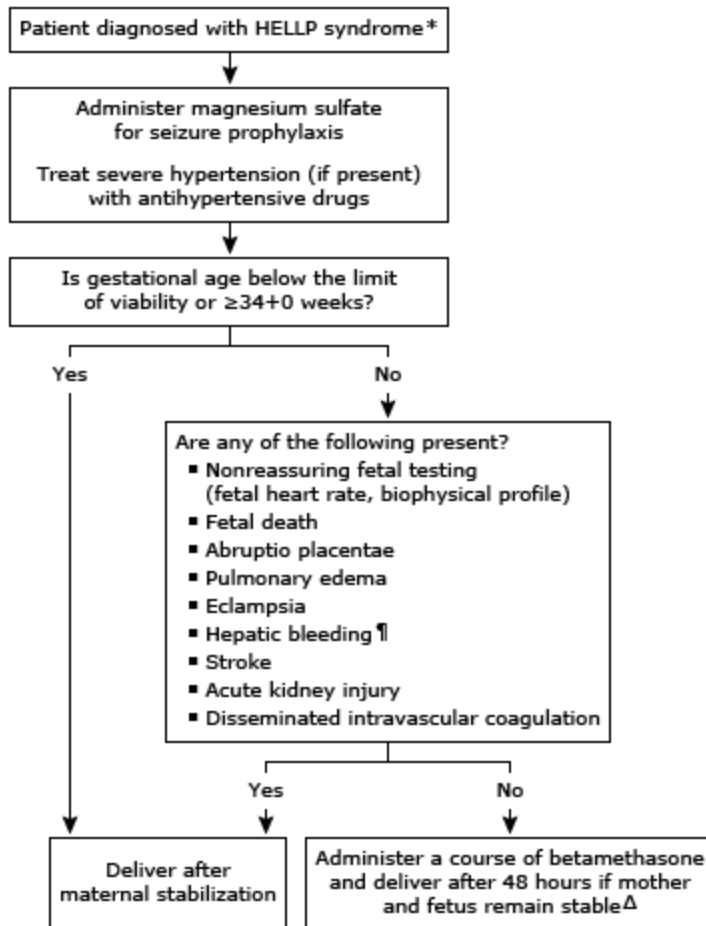 Patient diagnosed with HELLP syndrome*
Administer magnesium sulfate
for seizure prophylaxis
Treat severe hypertension (if present)
with antihypertensive drugs
Is gestational age below the limit
of viability or ≥34+0 weeks?
Yes
No
Are any of the following present?
▪ Nonreassuring fetal testing
(fetal heart rate, biophysical profile)
▪ Fetal death
▪ Abruptio placentae
▪ Pulmonary edema
▪ Eclampsia
▪ Hepatic bleeding¶
▪ Stroke
▪ Acute kidney injury
▪ Disseminated intravascular coagulation
Yes
No
Deliver after
maternal stabilization
Administer a course of betamethasone
and deliver after 48 hours if mother
and fetus remain stableΔ